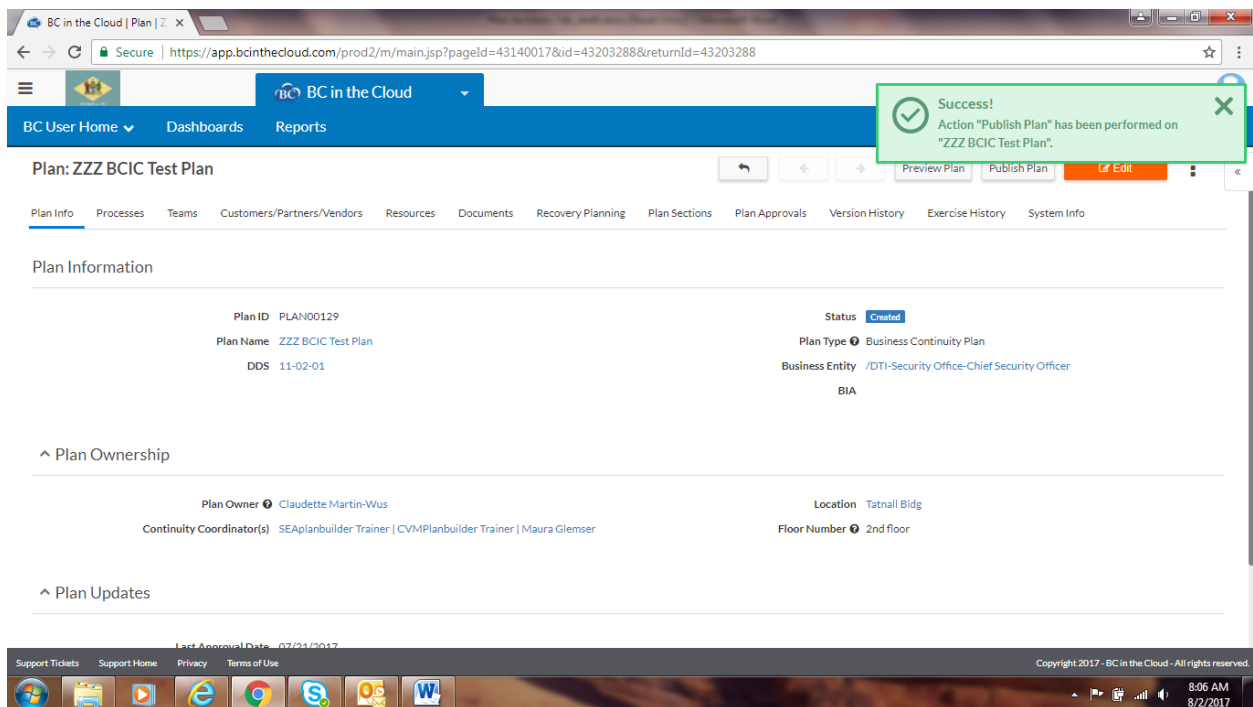 BC in the Cloud | Plan | Z
Secure | https://app.bcinthecloud.com/prod2/m/main.jsp?pageId=43140017&id=43203288&returnId=43203288
BC BC in the Cloud
Success!
Action "Publish Plan" has been performed on
"ZZZ BCIC Test Plan".
BC User Home Dashboards Reports
Plan: ZZZ BCIC Test Plan
Preview Plan Publish Plan Edit
Plan Info Processes Teams Customers/Partners/Vendors Resources Documents Recovery Planning Plan Sections Plan Approvals Version History Exercise History System Info
Plan Information
Plan ID PLAN00129 Status Created
Plan Name ZZZ BCIC Test Plan Plan Type Business Continuity Plan
DDS 11-02-01 Business Entity /DTI-Security Office-Chief Security Officer
BIA
Plan Ownership
Plan Owner Claudette Martin-Wus Location Tatnall Bldg
Continuity Coordinator(s) SEAplanbuilder Trainer | CVMPlanbuilder Trainer | Maura Glemser Floor Number 2nd floor
Plan Updates
Last Approval Date 07/21/2017
Support Tickets Support Home Privacy Terms of Use Copyright 2017 - BC in the Cloud - All rights reserved.
8:06 AM
8/2/2017